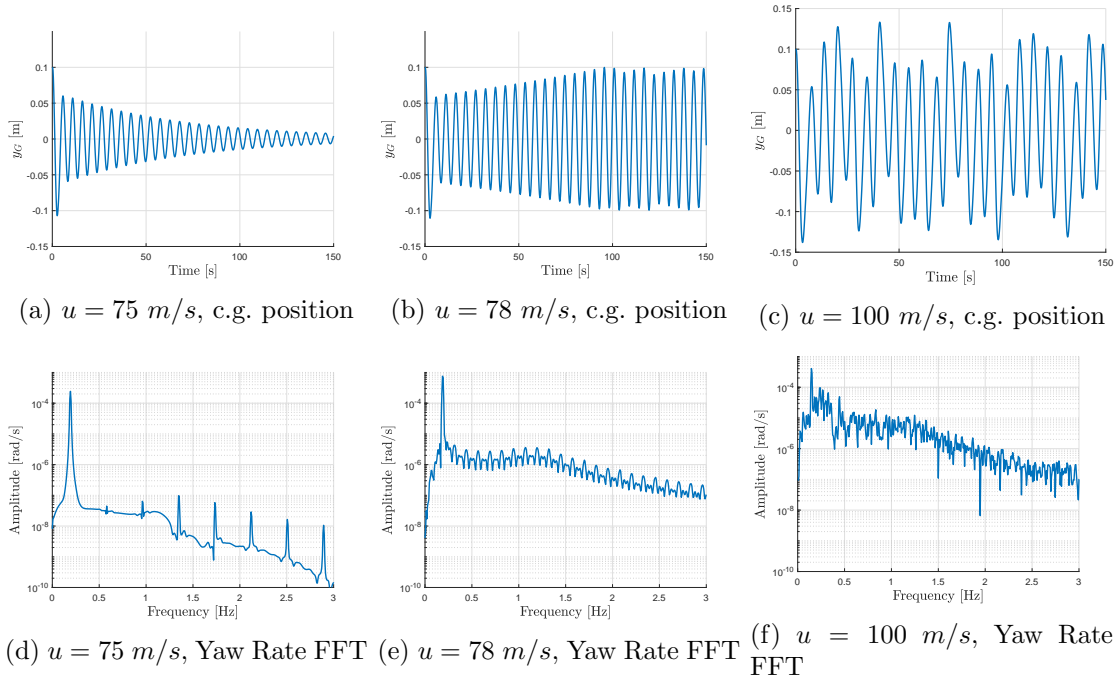 0.1
0.05
0
-0.05
-0.1
-0.15
y_G [m]
0 50 100 150
Time [s]
(a) u = 75 m/s, c.g. position
0.1
0.05
0
-0.05
-0.1
-0.15
y_G [m]
0 50 100 150
Time [s]
(b) u = 78 m/s, c.g. position
0.15
0.1
0.05
0
-0.05
-0.1
-0.15
y_G [m]
0 50 100 150
Time [s]
(c) u = 100 m/s, c.g. position
10^-4
10^-6
10^-8
10^-10
Amplitude [rad/s]
0 0.5 1 1.5 2 2.5 3
Frequency [Hz]
(d) u = 75 m/s, Yaw Rate FFT
10^-4
10^-6
10^-8
10^-10
Amplitude [rad/s]
0 0.5 1 1.5 2 2.5 3
Frequency [Hz]
(e) u = 78 m/s, Yaw Rate FFT
10^-4
10^-6
10^-8
10^-10
Amplitude [rad/s]
0 0.5 1 1.5 2 2.5 3
Frequency [Hz]
(f) u = 100 m/s, Yaw Rate
FFT